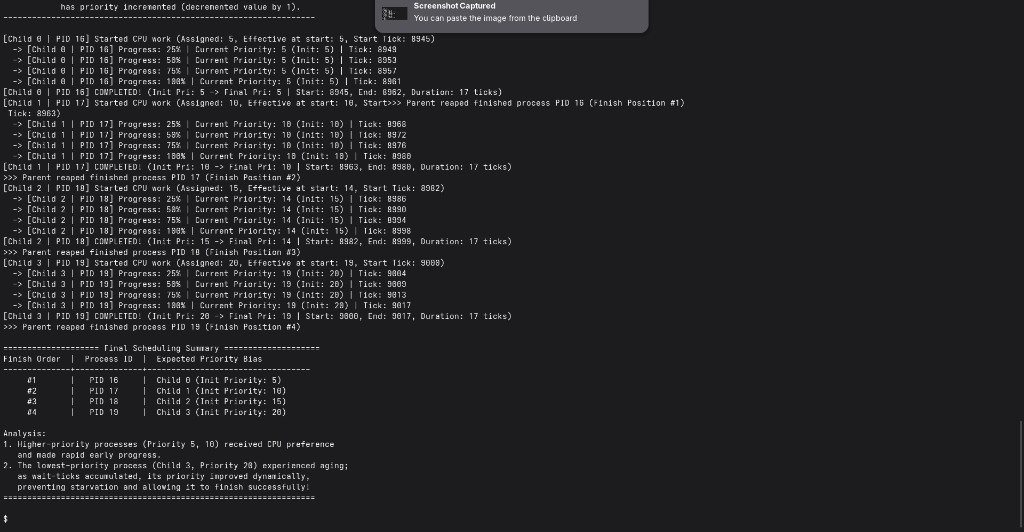 has priority incremented (decremented value by 1).
Screenshot Captured
You can paste the image from the clipboard
-----------------------------------------------------------------
[Child 0 | PID 16] Started CPU work (Assigned: 5, Effective at start: 5, Start Tick: 8945)
-> [Child 0 | PID 16] Progress: 25% | Current Priority: 5 (Init: 5) | Tick: 8949
-> [Child 0 | PID 16] Progress: 50% | Current Priority: 5 (Init: 5) | Tick: 8953
-> [Child 0 | PID 16] Progress: 75% | Current Priority: 5 (Init: 5) | Tick: 8957
-> [Child 0 | PID 16] Progress: 100% | Current Priority: 5 (Init: 5) | Tick: 8961
[Child 0 | PID 16] COMPLETED! (Init Pri: 5 -> Final Pri: 5 | Start: 8945, End: 8962, Duration: 17 ticks)
[Child 1 | PID 17] Started CPU work (Assigned: 10, Effective at start: 10, Start>>> Parent reaped finished process PID 16 (Finish Position #1)
Tick: 8963)
-> [Child 1 | PID 17] Progress: 25% | Current Priority: 10 (Init: 10) | Tick: 8968
-> [Child 1 | PID 17] Progress: 50% | Current Priority: 10 (Init: 10) | Tick: 8972
-> [Child 1 | PID 17] Progress: 75% | Current Priority: 10 (Init: 10) | Tick: 8976
-> [Child 1 | PID 17] Progress: 100% | Current Priority: 10 (Init: 10) | Tick: 8980
[Child 1 | PID 17] COMPLETED! (Init Pri: 10 -> Final Pri: 10 | Start: 8963, End: 8980, Duration: 17 ticks)
>>> Parent reaped finished process PID 17 (Finish Position #2)
[Child 2 | PID 18] Started CPU work (Assigned: 15, Effective at start: 14, Start Tick: 8982)
-> [Child 2 | PID 18] Progress: 25% | Current Priority: 14 (Init: 15) | Tick: 8986
-> [Child 2 | PID 18] Progress: 50% | Current Priority: 14 (Init: 15) | Tick: 8990
-> [Child 2 | PID 18] Progress: 75% | Current Priority: 14 (Init: 15) | Tick: 8994
-> [Child 2 | PID 18] Progress: 100% | Current Priority: 14 (Init: 15) | Tick: 8998
[Child 2 | PID 18] COMPLETED! (Init Pri: 15 -> Final Pri: 14 | Start: 8982, End: 8999, Duration: 17 ticks)
>>> Parent reaped finished process PID 18 (Finish Position #3)
[Child 3 | PID 19] Started CPU work (Assigned: 20, Effective at start: 19, Start Tick: 9000)
-> [Child 3 | PID 19] Progress: 25% | Current Priority: 19 (Init: 20) | Tick: 9004
-> [Child 3 | PID 19] Progress: 50% | Current Priority: 19 (Init: 20) | Tick: 9009
-> [Child 3 | PID 19] Progress: 75% | Current Priority: 19 (Init: 20) | Tick: 9013
-> [Child 3 | PID 19] Progress: 100% | Current Priority: 19 (Init: 20) | Tick: 9017
[Child 3 | PID 19] COMPLETED! (Init Pri: 20 -> Final Pri: 19 | Start: 9000, End: 9017, Duration: 17 ticks)
>>> Parent reaped finished process PID 19 (Finish Position #4)
==================== Final Scheduling Summary ====================
Finish Order | Process ID | Expected Priority Bias
--------------+--------------+----------------------------------
#1 | PID 16 | Child 0 (Init Priority: 5)
#2 | PID 17 | Child 1 (Init Priority: 10)
#3 | PID 18 | Child 2 (Init Priority: 15)
#4 | PID 19 | Child 3 (Init Priority: 20)
Analysis:
1. Higher-priority processes (Priority 5, 10) received CPU preference
and made rapid early progress.
2. The lowest-priority process (Child 3, Priority 20) experienced aging;
as wait-ticks accumulated, its priority improved dynamically,
preventing starvation and allowing it to finish successfully!
=================================================================
$